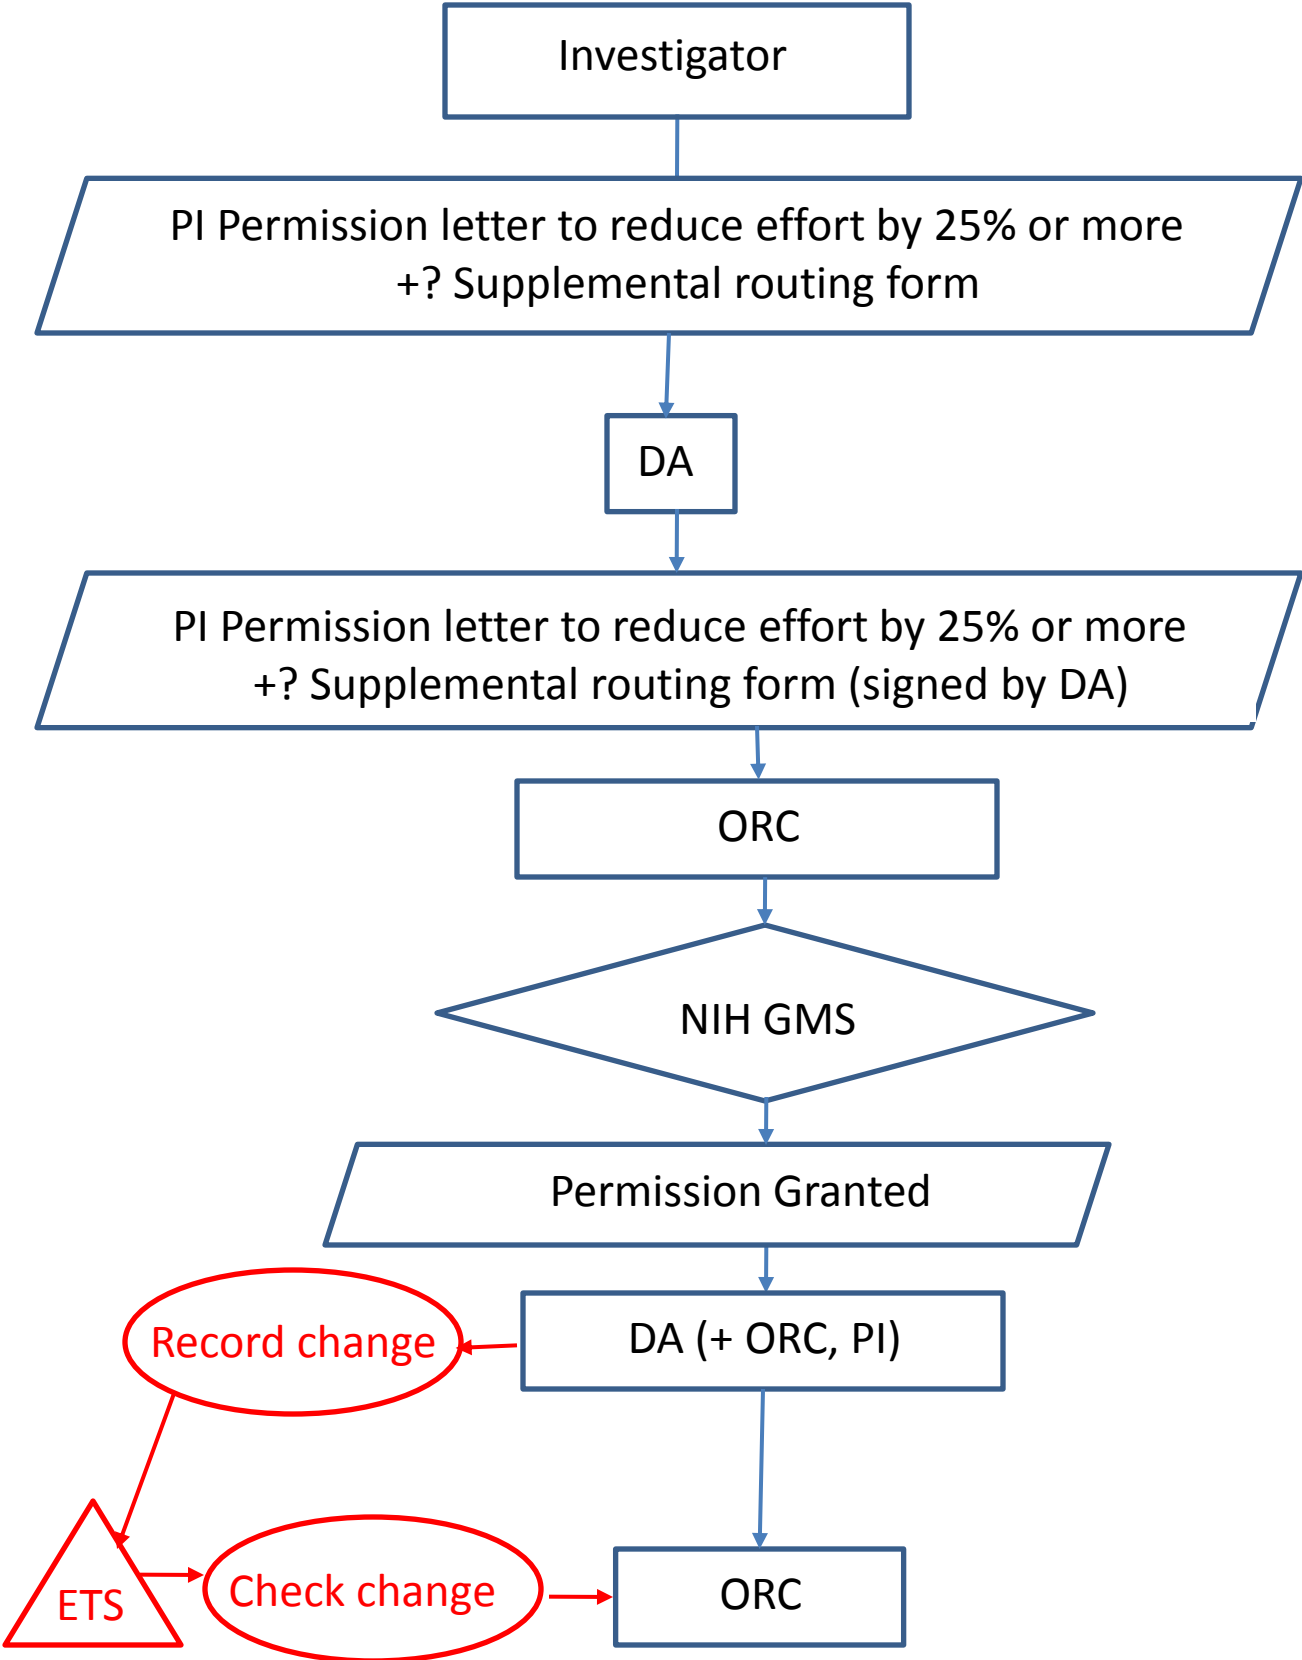 Investigator
PI Permission letter to reduce effort by 25% or more
+? Supplemental routing form
DA
PI Permission letter to reduce effort by 25% or more
+? Supplemental routing form (signed by DA)
ORC
NIH GMS
Permission Granted
Record change
DA (+ ORC, PI)
ETS
Check change
ORC